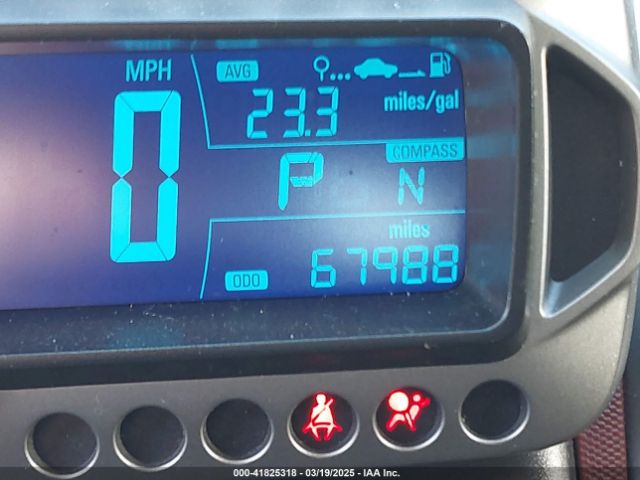 MPH
AVG
23.3 miles/gal
0
COMPASS
P N
miles
ODO 67988
000-41825318 - 03/19/2025 - IAA Inc.